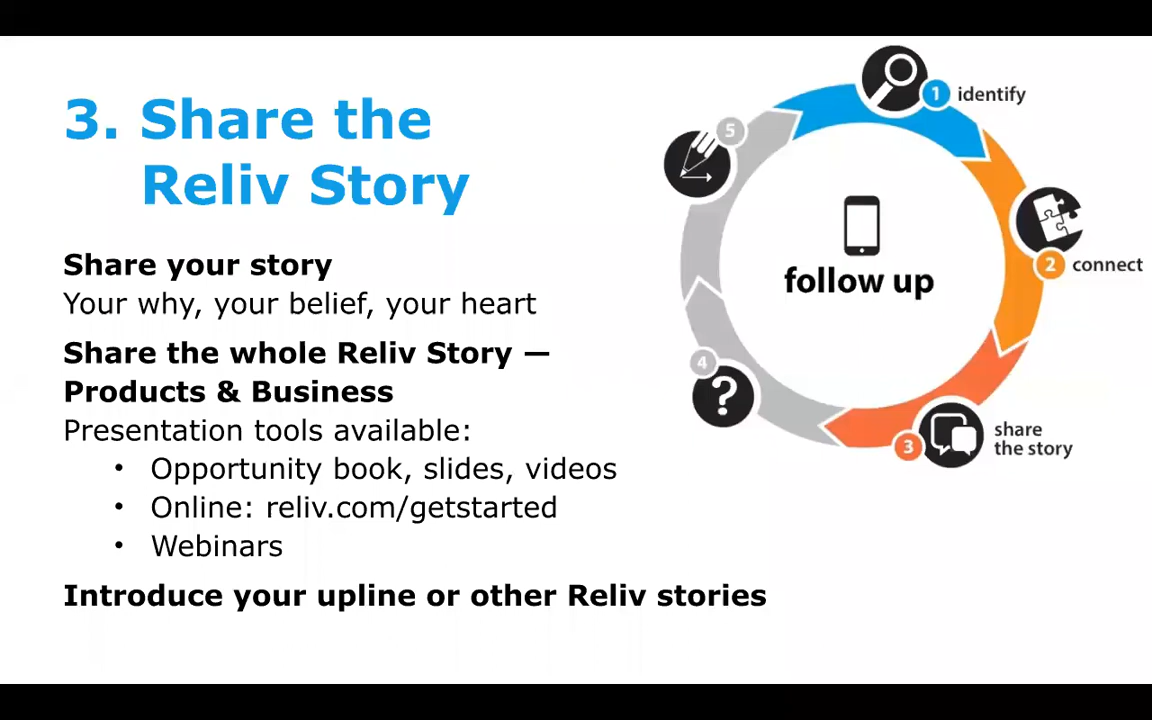 3. Share the
Reliv Story
Share your story
Your why, your belief, your heart
Share the whole Reliv Story —
Products & Business
Presentation tools available:
• Opportunity book, slides, videos
• Online: reliv.com/getstarted
• Webinars
Introduce your upline or other Reliv stories
1 identify
2 connect
3 share
the story
4
?
5
follow up